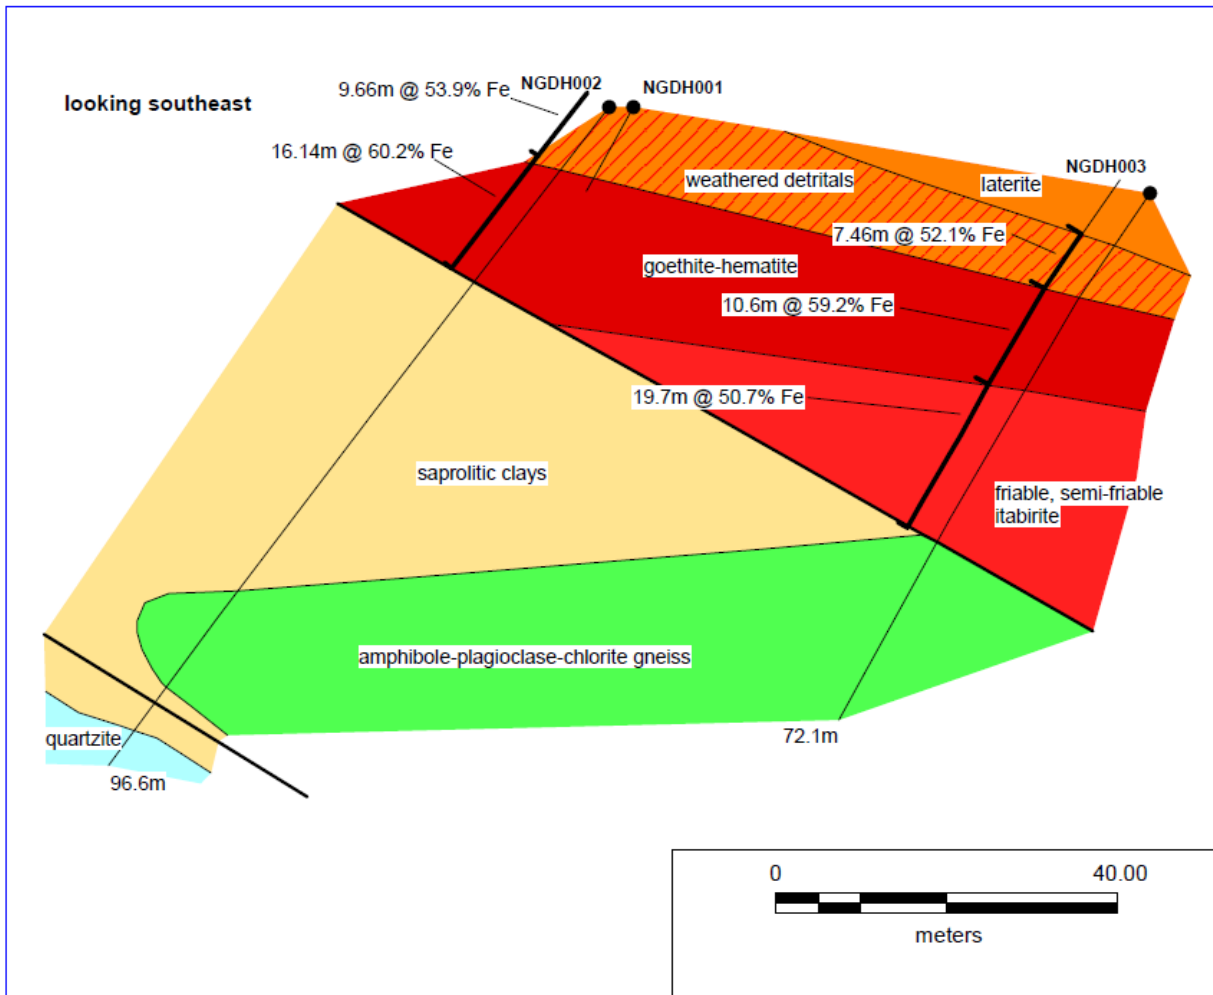 looking southeast
9.66m @ 53.9% Fe
NGDH002
NGDH001
16.14m @ 60.2% Fe
NGDH003
weathered detritals
laterite
7.46m @ 52.1% Fe
goethite-hematite
10.6m @ 59.2% Fe
19.7m @ 50.7% Fe
saprolitic clays
friable, semi-friable
itabirite
amphibole-plagioclase-chlorite gneiss
quartzite
72.1m
96.6m
0
40.00
meters